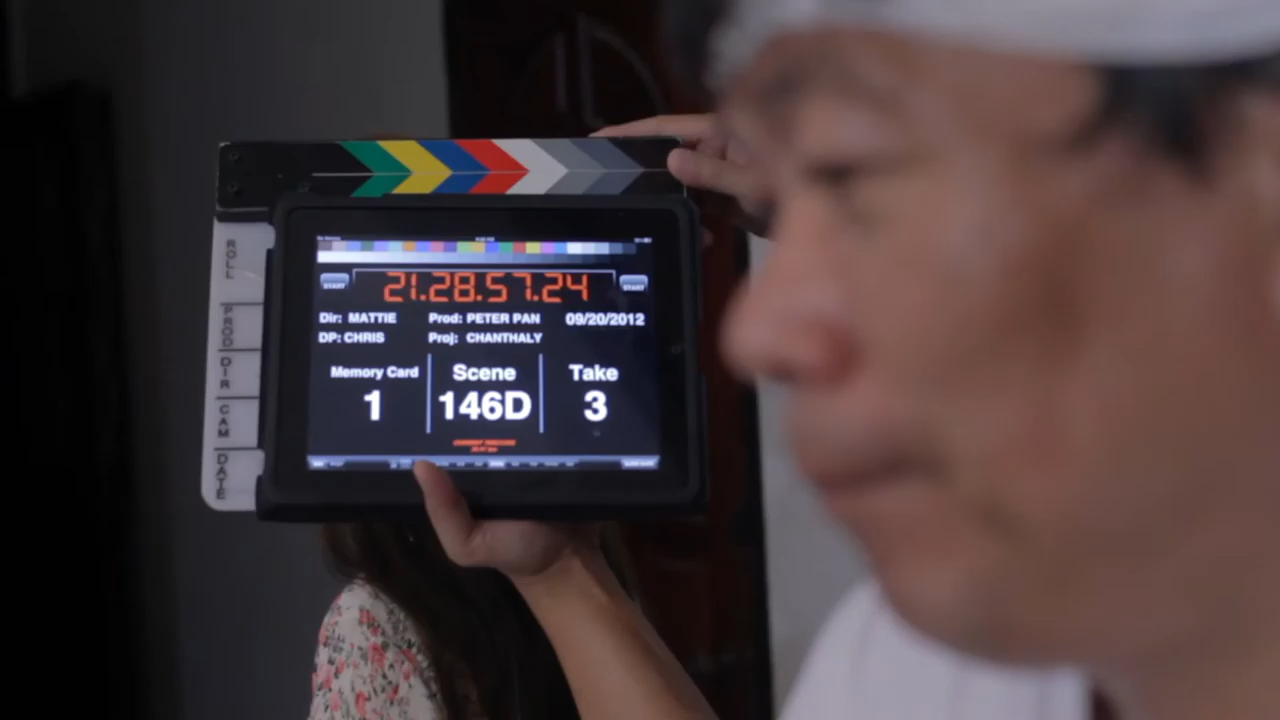 21.28.57.24
START
START
Dir: MATTIE
Prod: PETER PAN
09/20/2012
DP: CHRIS
Proj: CHANTHALY
Memory Card
Scene
Take
1
146D
3
ROLL
PROD
DIR
CAM
DATE